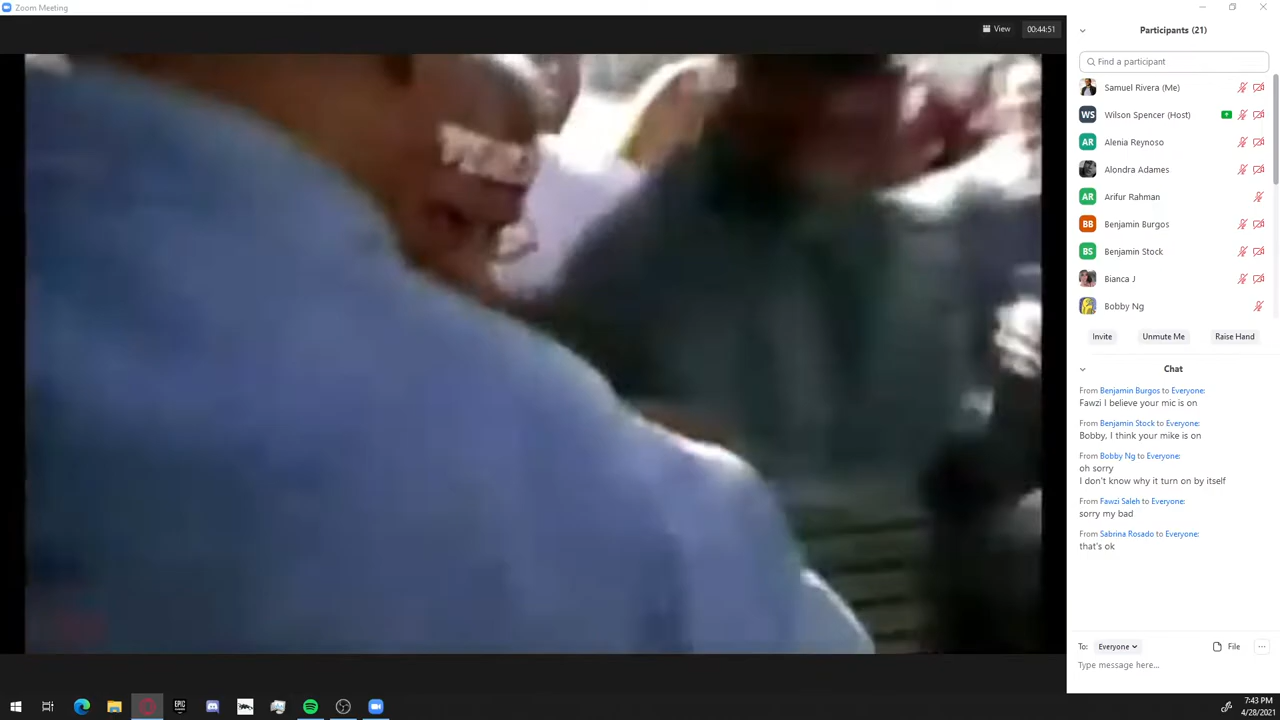 Zoom Meeting
View
00:44:51
Participants (21)
Find a participant
Samuel Rivera (Me)
WS Wilson Spencer (Host)
AR Alenia Reynoso
Alondra Adames
AR Arifur Rahman
BB Benjamin Burgos
BS Benjamin Stock
Bianca J
Bobby Ng
Invite Unmute Me Raise Hand
Chat
From Benjamin Burgos to Everyone:
Fawzi I believe your mic is on
From Benjamin Stock to Everyone:
Bobby, I think your mike is on
From Bobby Ng to Everyone:
oh sorry
I don't know why it turn on by itself
From Fawzi Saleh to Everyone:
sorry my bad
From Sabrina Rosado to Everyone:
that's ok
To: Everyone File
Type message here...
EPIC
7:43 PM
4/28/2021